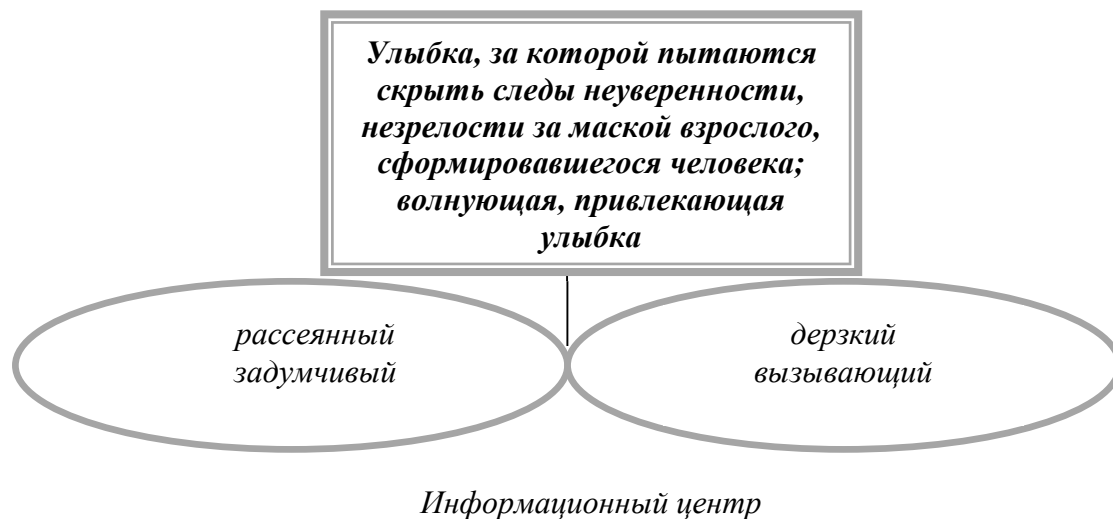 Улыбка, за которой пытаются
скрыть следы неуверенности,
незрелости за маской взрослого,
сформировавшегося человека;
волнующая, привлекающая
улыбка
рассеянный
задумчивый
дерзкий
вызывающий
Информационный центр